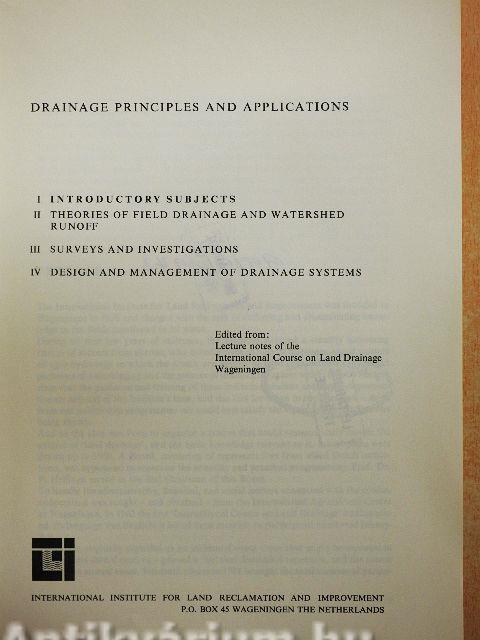 DRAINAGE PRINCIPLES AND APPLICATIONS
I INTRODUCTORY SUBJECTS
II THEORIES OF FIELD DRAINAGE AND WATERSHED
RUNOFF
III SURVEYS AND INVESTIGATIONS
IV DESIGN AND MANAGEMENT OF DRAINAGE SYSTEMS
Edited from:
Lecture notes of the
International Course on Land Drainage
Wageningen
INTERNATIONAL INSTITUTE FOR LAND RECLAMATION AND IMPROVEMENT
P.O. BOX 45 WAGENINGEN THE NETHERLANDS
Antikvárium.hu